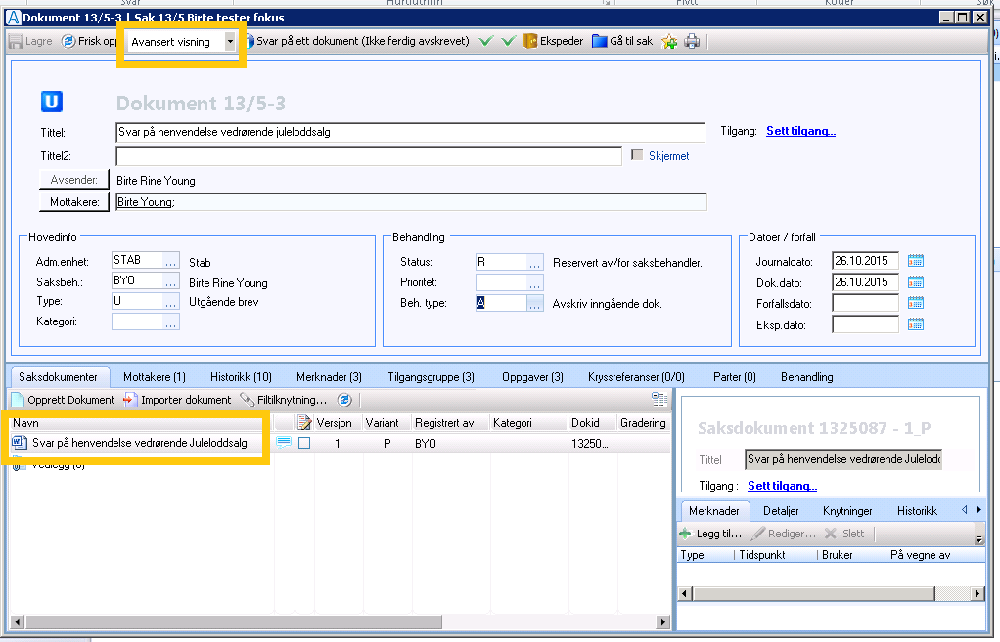 Svar
Dokument 13/5-3 | Sak 13/5 Birte tester fokus
Lagre Frisk opp Avansert visning Svar på ett dokument (Ikke ferdig avskrevet) Ekspeder Gå til sak
U Dokument 13/5-3
Tittel: Svar på henvendelse vedrørende juleloddsalg Tilgang: Sett tilgang...
Tittel2: Skjermet
Avsender: Birte Rine Young
Mottakere: Birte Young;
Hovedinfo Behandling Datoer / forfall
Adm.enhet: STAB ... Stab Status: R ... Reservert av/for saksbehandler. Journaldato: 26.10.2015
Saksbeh.: BYO ... Birte Rine Young Prioritet: ... Dok.dato: 26.10.2015
Type: U ... Utgående brev Beh. type: A ... Avskriv inngående dok. Forfallsdato:
Kategori: ... Eksp.dato:
Saksdokumenter Mottakere (1) Historikk (10) Merknader (3) Tilgangsgruppe (3) Oppgaver (3) Kryssreferanser (0/0) Parter (0) Behandling
Opprett Dokument Importer dokument Filtilknytning...
Navn Versjon Variant Registrert av Kategori Dokid Gradering
Svar på henvendelse vedrørende Juleloddsalg 1 P BYO 13250...
Vedlegg (0)
Saksdokument 1325087 - 1_P
Tittel Svar på henvendelse vedrørende Julelodd
Tilgang: Sett tilgang...
Merknader Detaljer Knytninger Historikk
Legg til... Rediger... Slett
Type Tidspunkt Bruker På vegne av